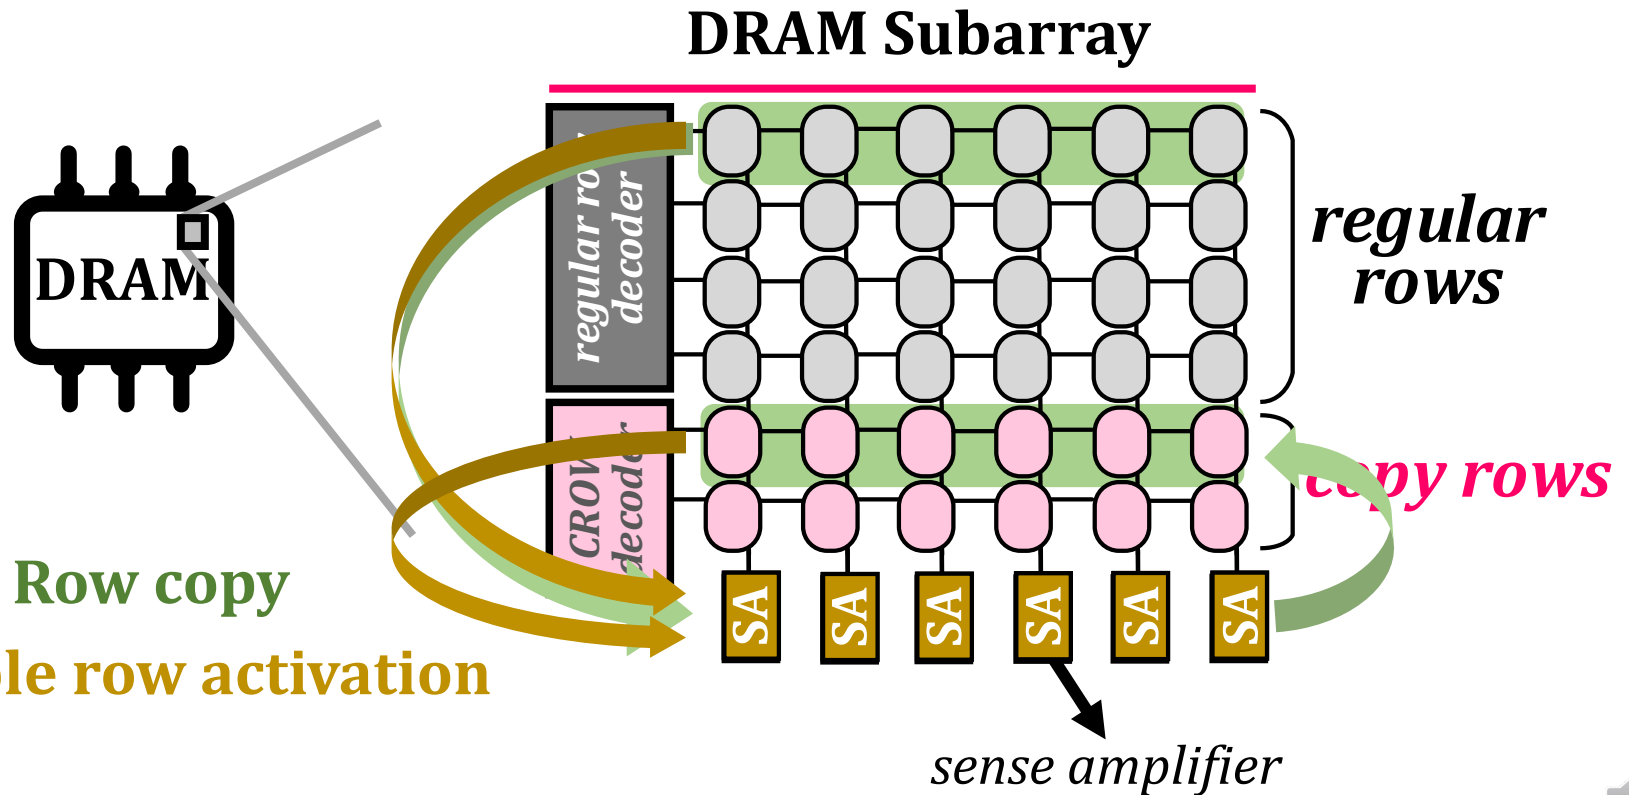 DRAM Subarray
DRAM
regular row
decoder
regular
rows
CROW
decoder
copy rows
Row copy
row activation
SA SA SA SA SA SA
sense amplifier